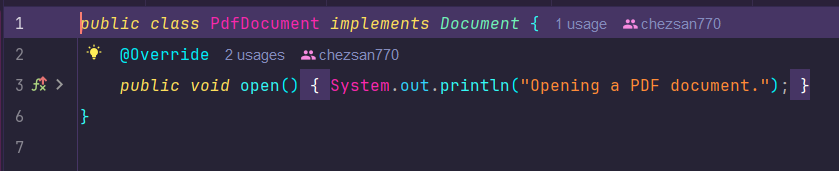 1 public class PdfDocument implements Document { 1 usage chezsan770
2 @Override 2 usages chezsan770
3 public void open() { System.out.println("Opening a PDF document."); }
6 }
7